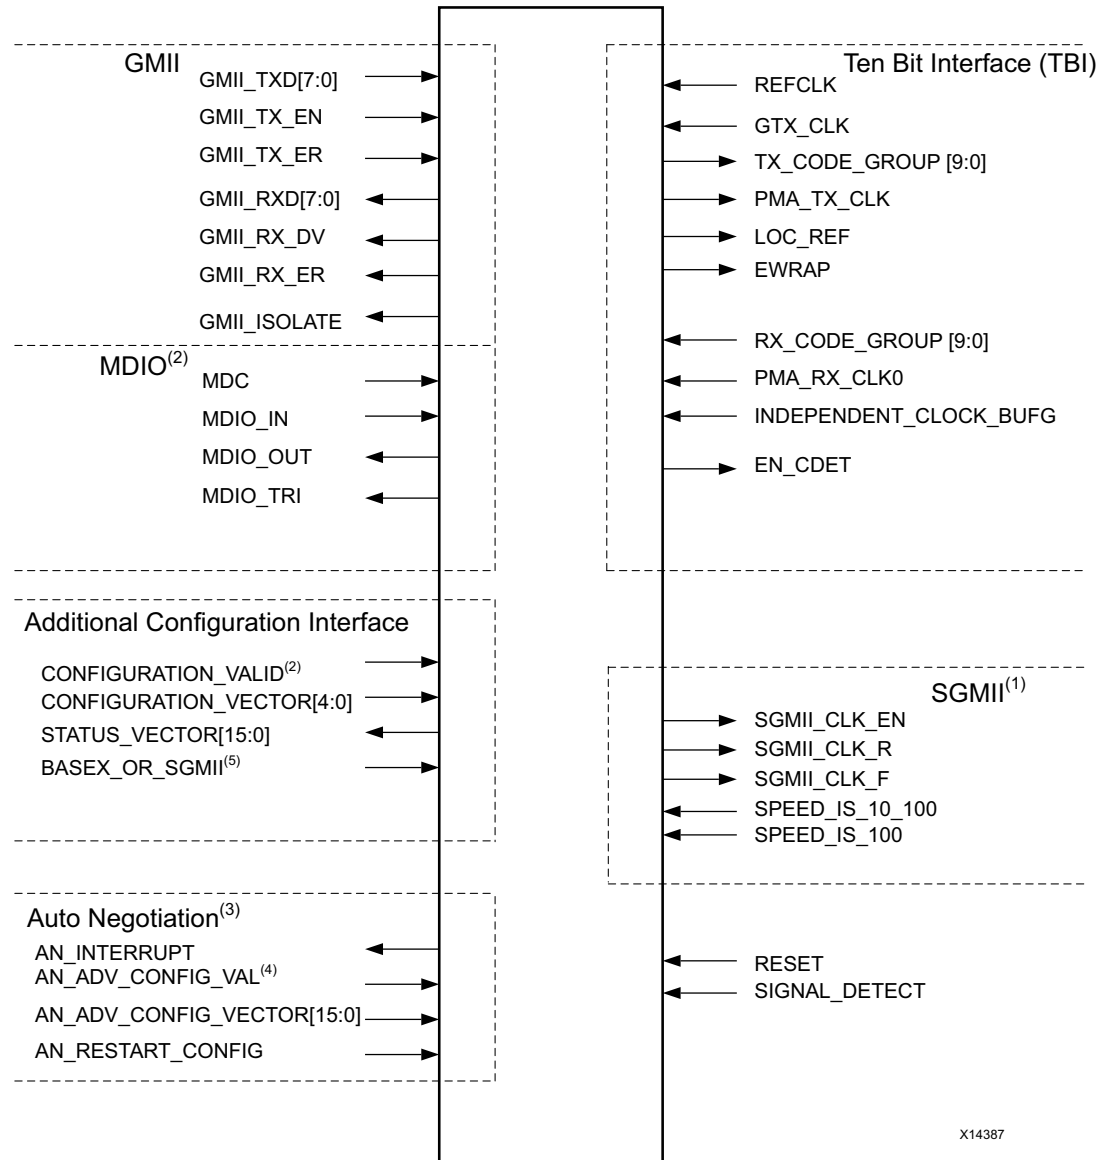 GMII
GMII_TXD[7:0]
GMII_TX_EN
GMII_TX_ER
GMII_RXD[7:0]
GMII_RX_DV
GMII_RX_ER
GMII_ISOLATE
MDIO(2)
MDC
MDIO_IN
MDIO_OUT
MDIO_TRI
Additional Configuration Interface
CONFIGURATION_VALID(2)
CONFIGURATION_VECTOR[4:0]
STATUS_VECTOR[15:0]
BASEX_OR_SGMII(5)
Auto Negotiation(3)
AN_INTERRUPT
AN_ADV_CONFIG_VAL(4)
AN_ADV_CONFIG_VECTOR[15:0]
AN_RESTART_CONFIG
Ten Bit Interface (TBI)
REFCLK
GTX_CLK
TX_CODE_GROUP [9:0]
PMA_TX_CLK
LOC_REF
EWRAP
RX_CODE_GROUP [9:0]
PMA_RX_CLK0
INDEPENDENT_CLOCK_BUFG
EN_CDET
SGMII(1)
SGMII_CLK_EN
SGMII_CLK_R
SGMII_CLK_F
SPEED_IS_10_100
SPEED_IS_100
RESET
SIGNAL_DETECT
X14387